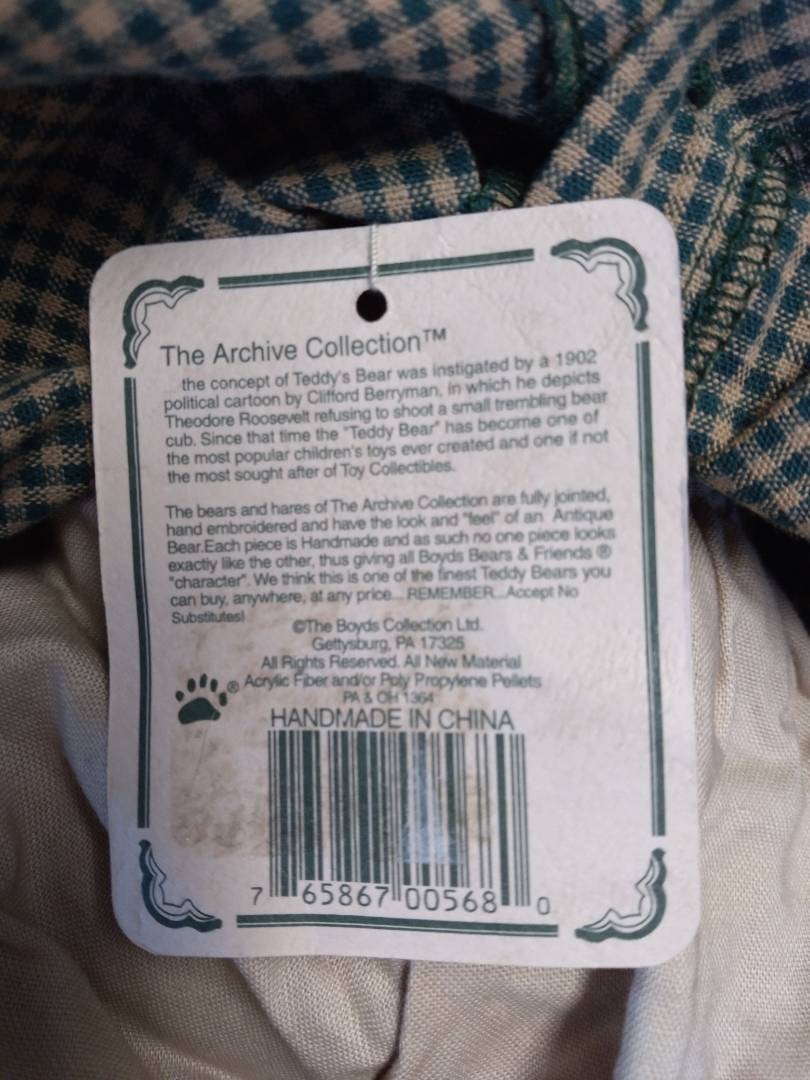 The Archive Collection™
the concept of Teddy's Bear was instigated by a 1902
political cartoon by Clifford Berryman, in which he depicts
Theodore Roosevelt refusing to shoot a small trembling bear
cub. Since that time the "Teddy Bear" has become one of
the most popular children's toys ever created and one if not
the most sought after of Toy Collectibles.
The bears and hares of The Archive Collection are fully jointed,
hand embroidered and have the look and "feel" of an Antique
Bear.Each piece is Handmade and as such no one piece looks
exactly like the other, thus giving all Boyds Bears & Friends ®
"character". We think this is one of the finest Teddy Bears you
can buy, anywhere, at any price...REMEMBER...Accept No
Substitutes!
©The Boyds Collection Ltd.
Gettysburg, PA 17325
All Rights Reserved. All New Material
® Acrylic Fiber and/or Poly Propylene Pellets
PA & OH 1364
HANDMADE IN CHINA
7 65867 00568 0